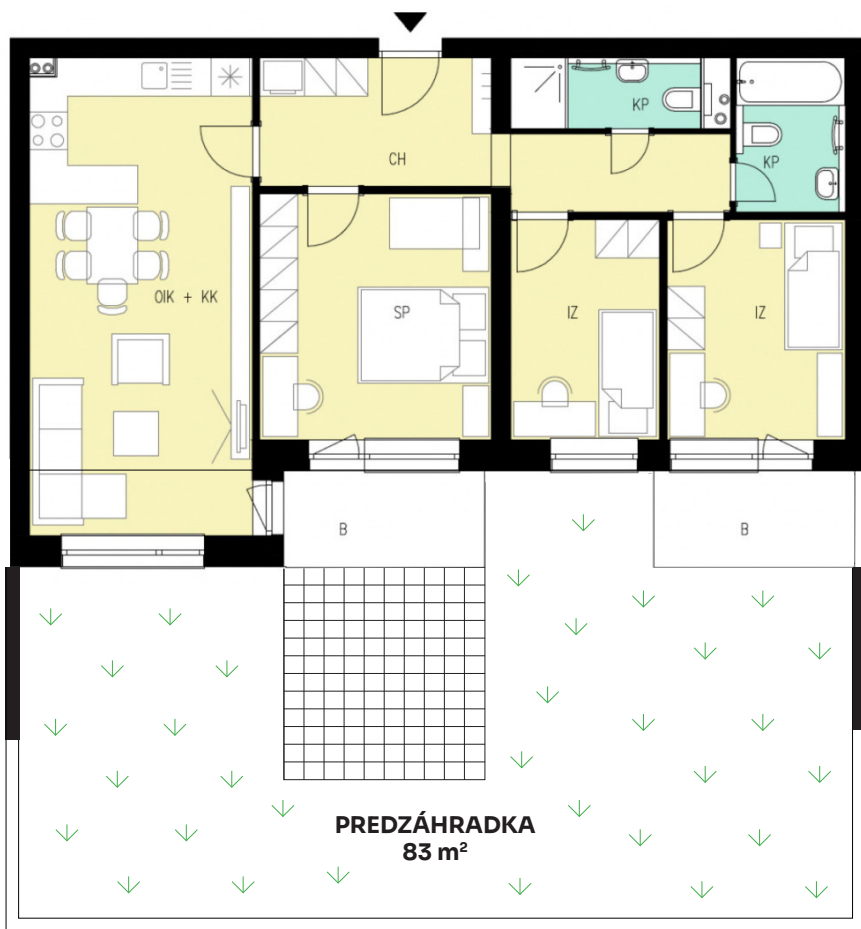 KP
CH
KP
OIK + KK
SP
IZ
IZ
B
B
PREDZÁHRADKA
83 m²